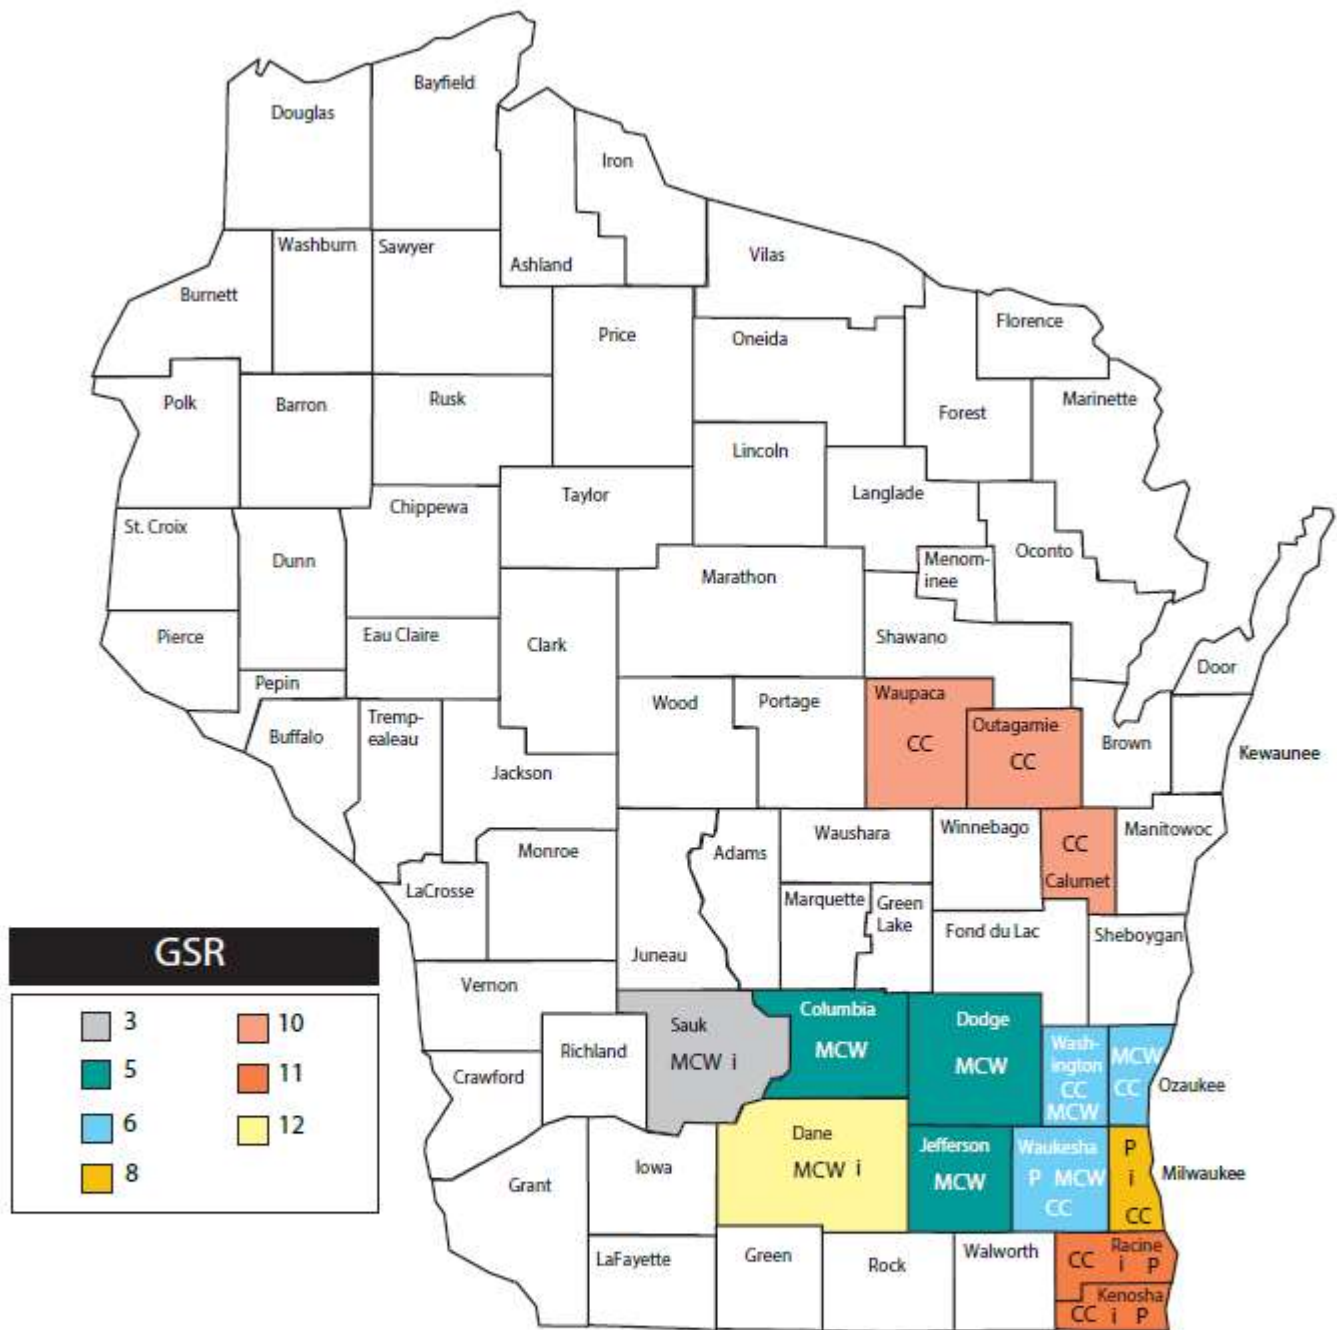 Bayfield
Douglas
Iron
Washburn
Sawyer
Vilas
Ashland
Burnett
Florence
Price
Oneida
Polk
Barron
Rusk
Marinette
Forest
Lincoln
Taylor
Langlade
Chippewa
St. Croix
Dunn
Oconto
Menom-
inee
Marathon
Pierce
Eau Claire
Clark
Shawano
Door
Pepin
Wood
Portage
Waupaca
CC
Outagamie
CC
Brown
Kewaunee
Buffalo
Tremp-
ealeau
Jackson
Monroe
Adams
Waushara
Winnebago
CC
Calumet
Manitowoc
LaCrosse
Marquette
Green
Lake
Juneau
Fond du Lac
Sheboygan
GSR
3
10
5
11
6
12
8
Vernon
Richland
Crawford
Sauk
MCW i
Columbia
MCW
Dodge
MCW
Wash-
ington
CC
MCW
MCW
CC
Ozaukee
Dane
MCW i
Jefferson
MCW
Waukesha
P MCW
CC
P
i
CC
Milwaukee
Grant
Iowa
LaFayette
Green
Rock
Walworth
Racine
CC i P
Kenosha
CC i P